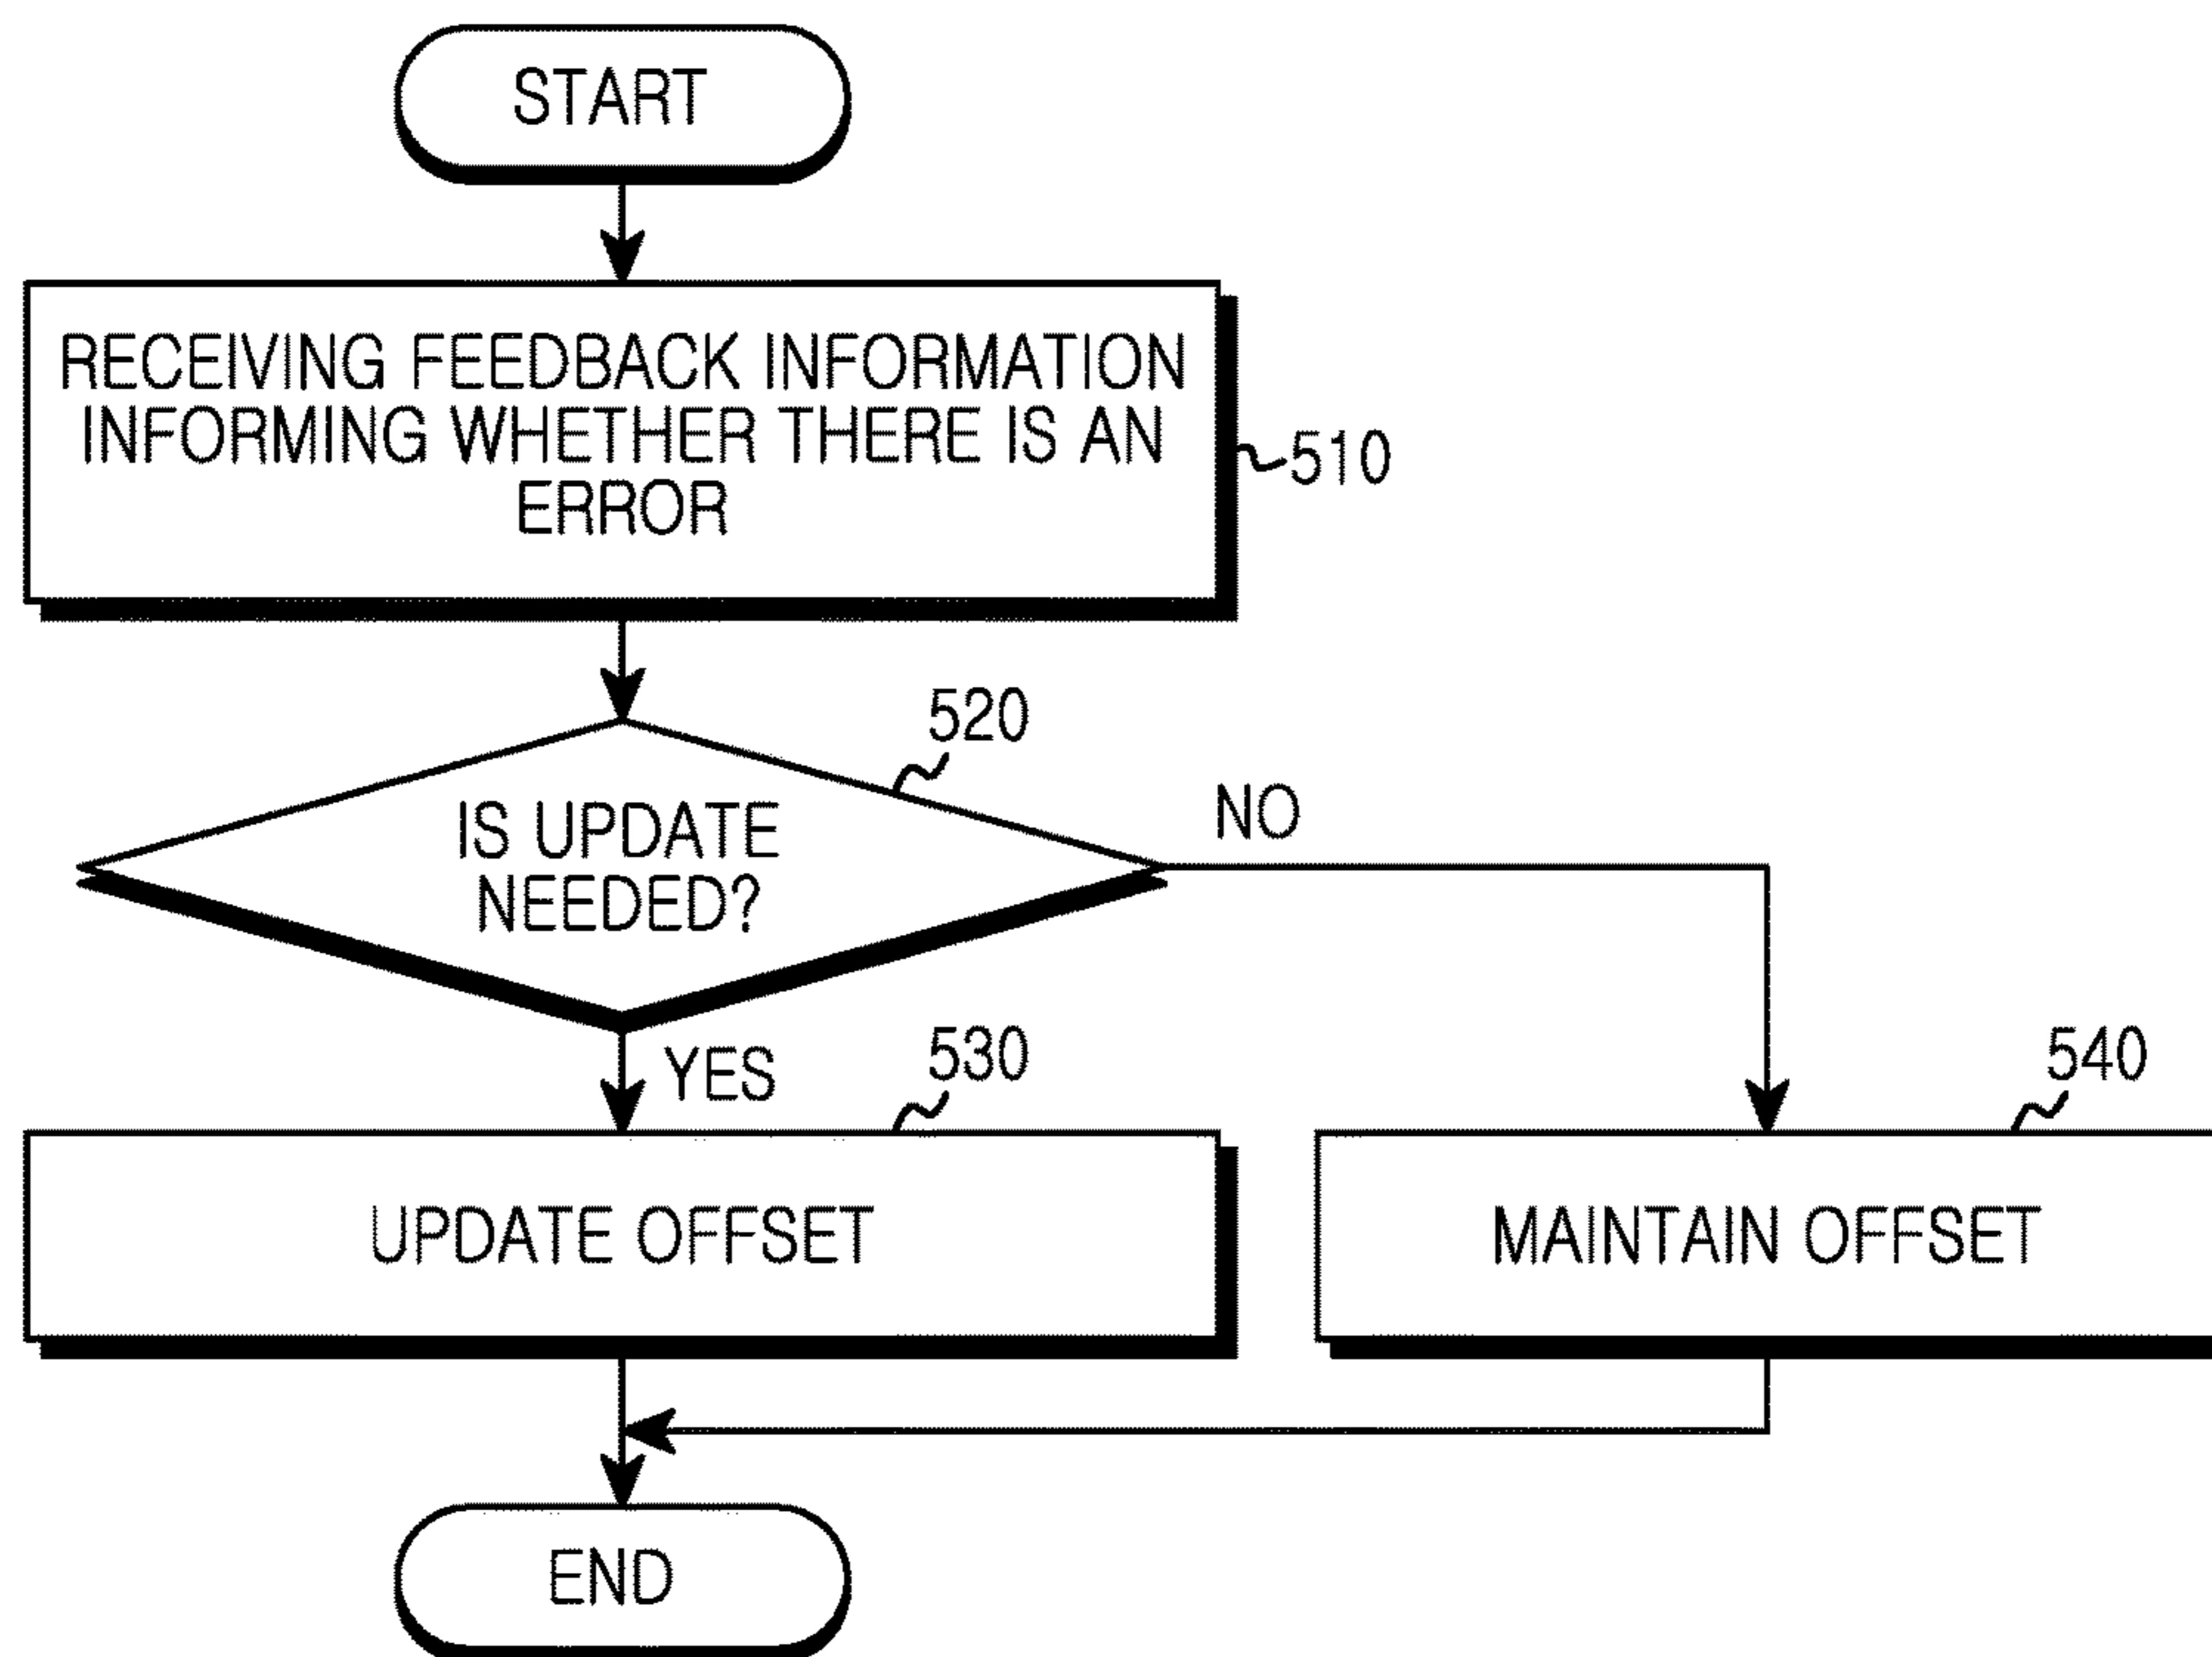 START
RECEIVING FEEDBACK INFORMATION
INFORMING WHETHER THERE IS AN
ERROR
510
520
IS UPDATE
NEEDED?
NO
YES
530
540
UPDATE OFFSET
MAINTAIN OFFSET
END